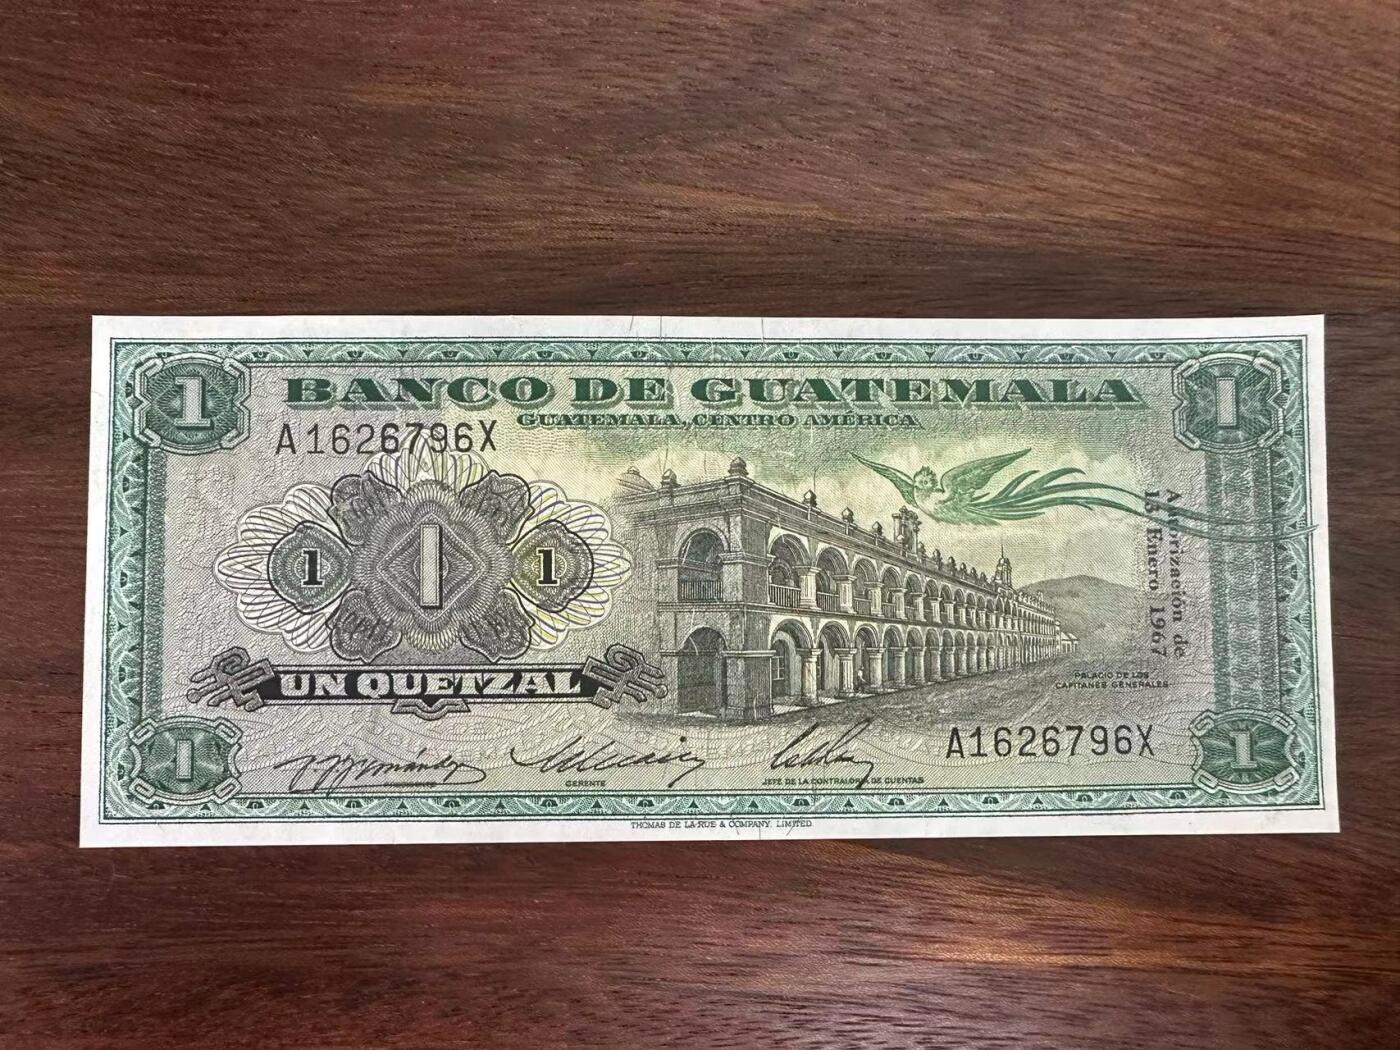 1 BANCO DE GUATEMALA 1
GUATEMALA, CENTRO AMÉRICA
A1626796X
1 1 1
UN QUETZAL
Autorización de
13 Enero 1967
PALACIO DE LOS
CAPITANES GENERALES
A1626796X
1 1
GERENTE
JEFE DE LA CONTRALORIA DE CUENTAS
THOMAS DE LA RUE & COMPANY, LIMITED